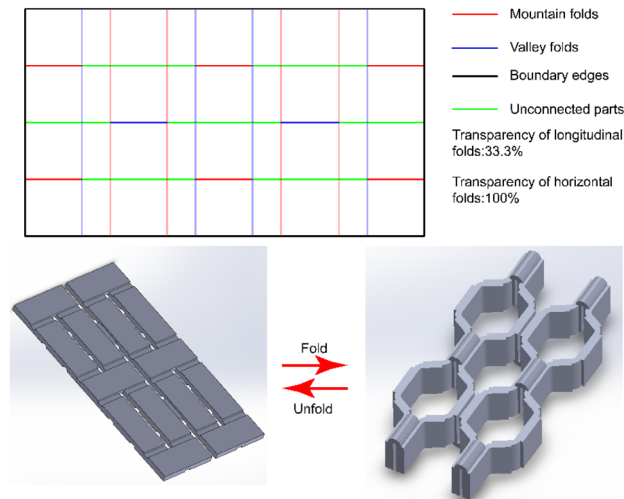 Mountain folds
Valley folds
Boundary edges
Unconnected parts
Transparency of longitudinal
folds:33.3%
Transparency of horizontal
folds:100%
Fold
Unfold